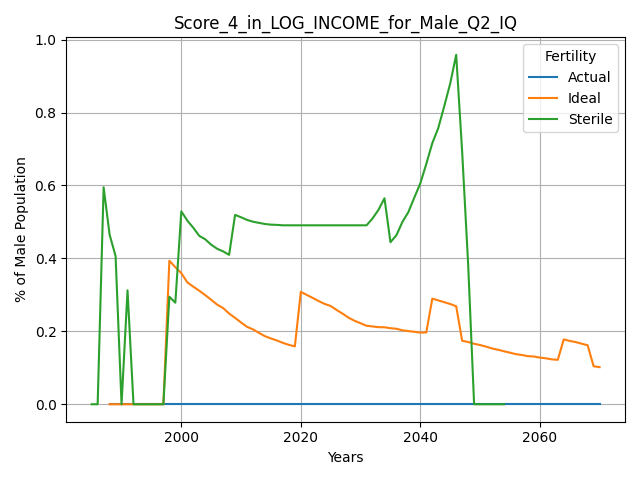 Score_4_in_LOG_INCOME_for_Male_Q2_IQ
Fertility
Actual
Ideal
Sterile
% of Male Population
1.0
0.8
0.6
0.4
0.2
0.0
2000 2020 2040 2060
Years